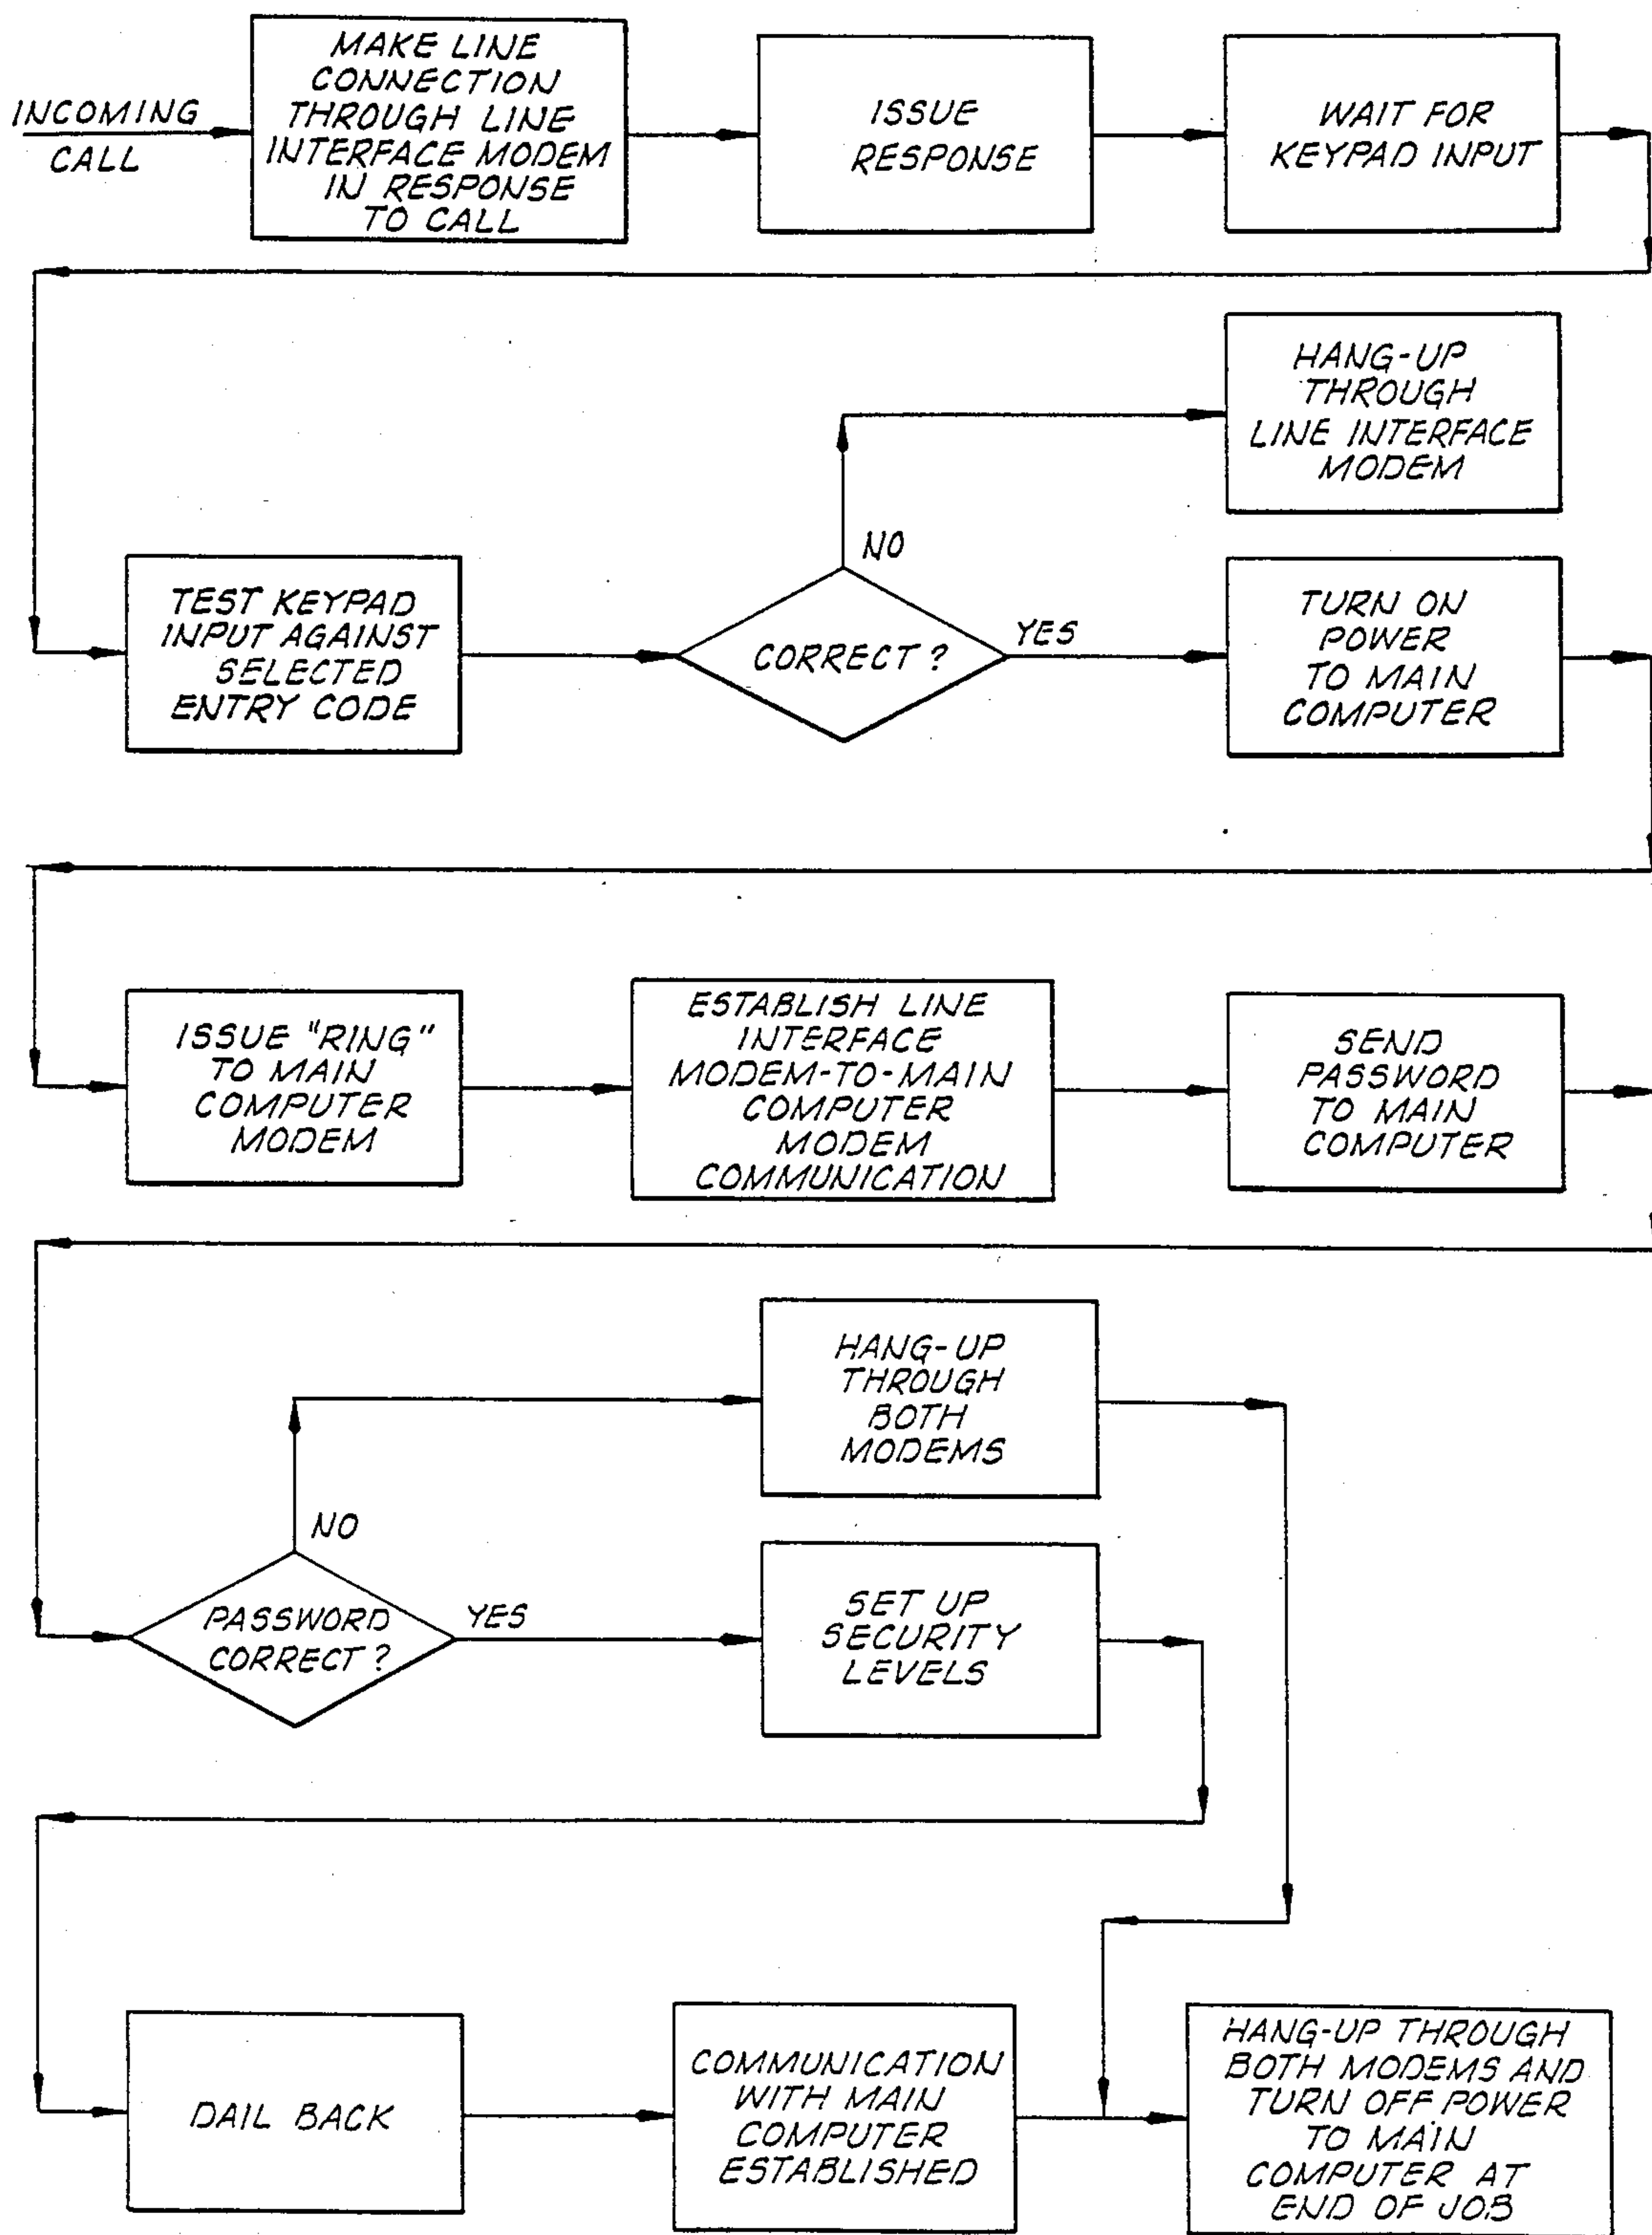 INCOMING
CALL
MAKE LINE
CONNECTION
THROUGH LINE
INTERFACE MODEM
IN RESPONSE
TO CALL
ISSUE
RESPONSE
WAIT FOR
KEYPAD INPUT
HANG-UP
THROUGH
LINE INTERFACE
MODEM
NO
TEST KEYPAD
INPUT AGAINST
SELECTED
ENTRY CODE
CORRECT?
YES
TURN ON
POWER
TO MAIN
COMPUTER
ISSUE "RING"
TO MAIN
COMPUTER
MODEM
ESTABLISH LINE
INTERFACE
MODEM-TO-MAIN
COMPUTER
MODEM
COMMUNICATION
SEND
PASSWORD
TO MAIN
COMPUTER
HANG-UP
THROUGH
BOTH
MODEMS
NO
PASSWORD
CORRECT?
YES
SET UP
SECURITY
LEVELS
DAIL BACK
COMMUNICATION
WITH MAIN
COMPUTER
ESTABLISHED
HANG-UP THROUGH
BOTH MODEMS AND
TURN OFF POWER
TO MAIN
COMPUTER AT
END OF JOB